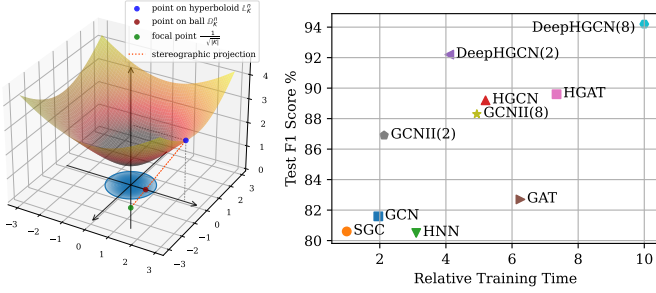 point on hyperboloid 𝕃ⁿ_K
point on ball 𝔻ⁿ_K
focal point 1/√|K|
stereographic projection
4
3
2
1
0
3
2
1
0
−1
−2
−3
−3
−2
−1
0
1
2
3
Test F1 Score %
94
92
90
88
86
84
82
80
DeepHGCN(8)
DeepHGCN(2)
HGAT
HGCN
GCNII(8)
GCNII(2)
GAT
GCN
SGC
HNN
2
4
6
8
10
Relative Training Time